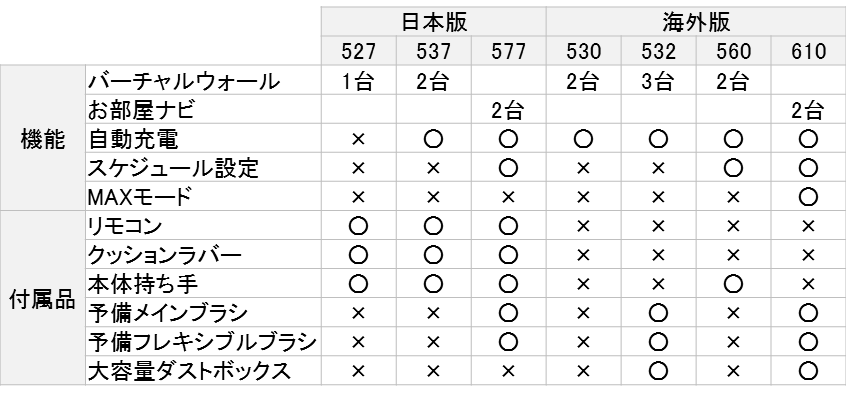 日本版 海外版
527 537 577 530 532 560 610
機能
バーチャルウォール 1台 2台 2台 3台 2台
お部屋ナビ 2台 2台
自動充電 × ○ ○ ○ ○ ○ ○
スケジュール設定 × × ○ × × ○ ○
MAXモード × × × × × × ○
付属品
リモコン ○ ○ ○ × × × ×
クッションラバー ○ ○ ○ × × × ×
本体持ち手 ○ ○ ○ × × ○ ×
予備メインブラシ × × ○ × ○ × ○
予備フレキシブルブラシ × × ○ × ○ × ○
大容量ダストボックス × × × × ○ × ○